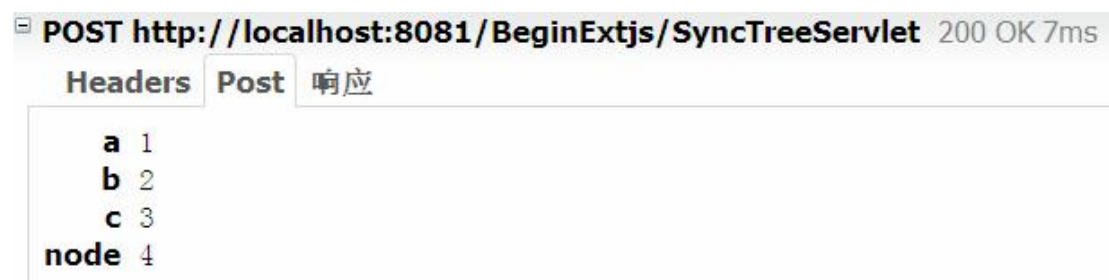 POST http://localhost:8081/BeginExtjs/SyncTreeServlet 200 OK 7ms
Headers Post 响应
a 1
b 2
c 3
node 4